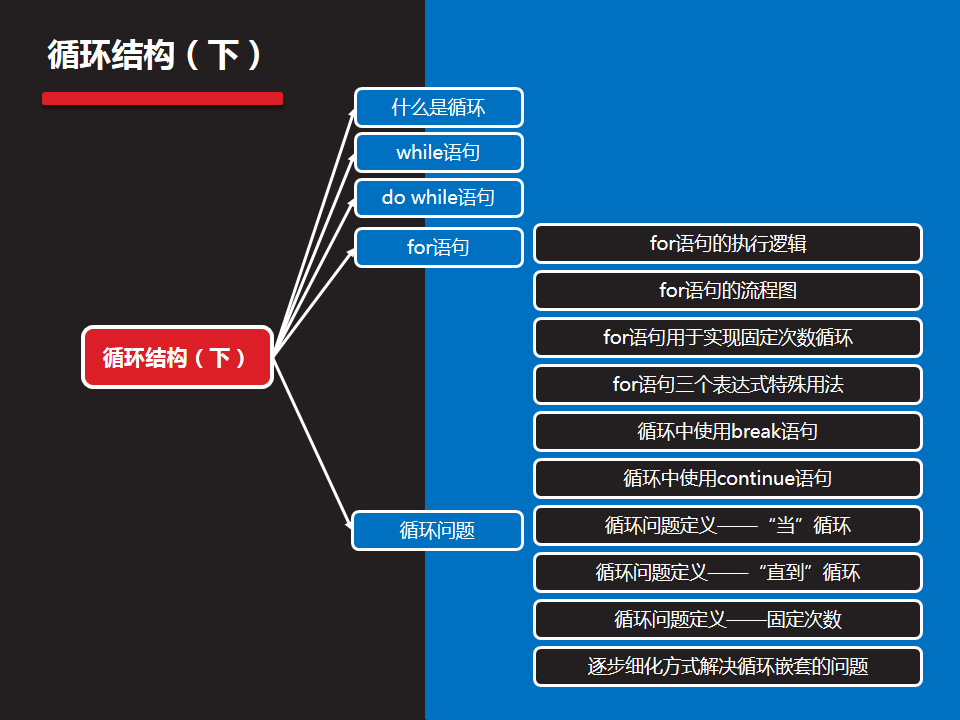 循环结构（下）
什么是循环
while语句
do while语句
for语句
for语句的执行逻辑
for语句的流程图
for语句用于实现固定次数循环
循环结构（下）
for语句三个表达式特殊用法
循环中使用break语句
循环中使用continue语句
循环问题
循环问题定义——“当”循环
循环问题定义——“直到”循环
循环问题定义——固定次数
逐步细化方式解决循环嵌套的问题